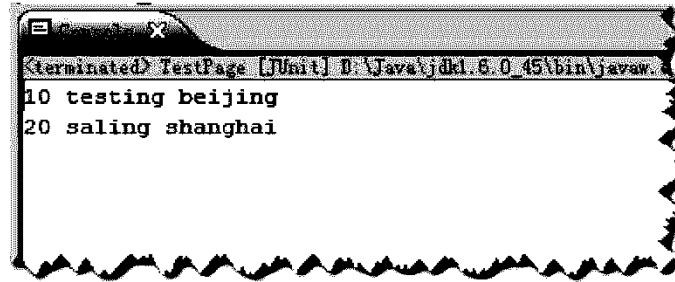 <terminated> TestPage [JUnit] D:\Java\jdk1.6.0_45\bin\javaw.
10 testing beijing
20 saling shanghai